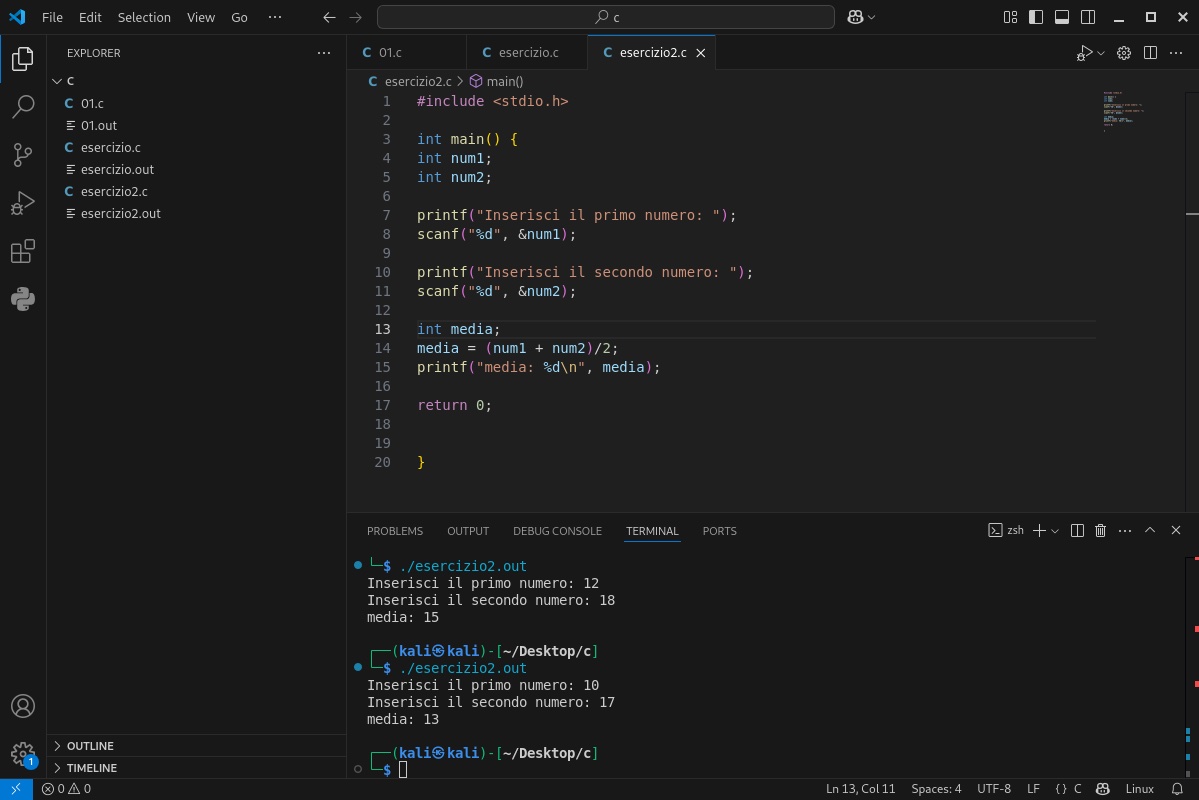 File Edit Selection View Go ··· ← → c
EXPLORER ···
C
01.c
01.out
esercizio.c
esercizio.out
esercizio2.c
esercizio2.out
OUTLINE
TIMELINE
C 01.c C esercizio.c C esercizio2.c ×
C esercizio2.c > main()
1 #include <stdio.h>
2
3 int main() {
4 int num1;
5 int num2;
6
7 printf("Inserisci il primo numero: ");
8 scanf("%d", &num1);
9
10 printf("Inserisci il secondo numero: ");
11 scanf("%d", &num2);
12
13 int media;
14 media = (num1 + num2)/2;
15 printf("media: %d\n", media);
16
17 return 0;
18
19
20 }
PROBLEMS OUTPUT DEBUG CONSOLE TERMINAL PORTS zsh
└─$ ./esercizio2.out
Inserisci il primo numero: 12
Inserisci il secondo numero: 18
media: 15
┌──(kali㉿kali)-[~/Desktop/c]
└─$ ./esercizio2.out
Inserisci il primo numero: 10
Inserisci il secondo numero: 17
media: 13
┌──(kali㉿kali)-[~/Desktop/c]
└─$
1
0 0 Ln 13, Col 11 Spaces: 4 UTF-8 LF {} C Linux